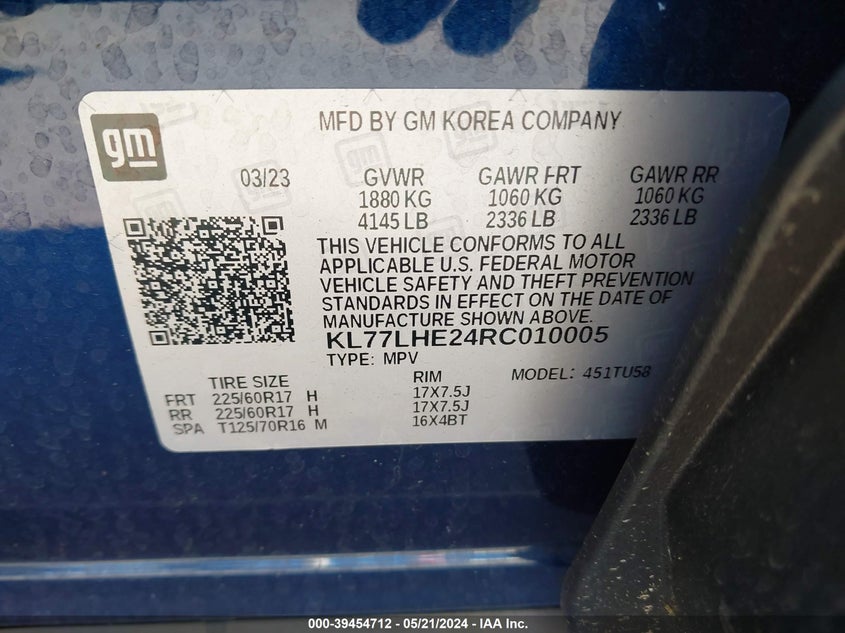 gm
MFD BY GM KOREA COMPANY
03/23 GVWR GAWR FRT GAWR RR
1880 KG 1060 KG 1060 KG
4145 LB 2336 LB 2336 LB
THIS VEHICLE CONFORMS TO ALL
APPLICABLE U.S. FEDERAL MOTOR
VEHICLE SAFETY AND THEFT PREVENTION
STANDARDS IN EFFECT ON THE DATE OF
MANUFACTURE SHOWN ABOVE.
KL77LHE24RC010005
TYPE: MPV MODEL: 451TU58
TIRE SIZE RIM
FRT 225/60R17 H 17X7.5J
RR 225/60R17 H 17X7.5J
SPA T125/70R16 M 16X4BT
000-39454712 - 05/21/2024 - IAA Inc.